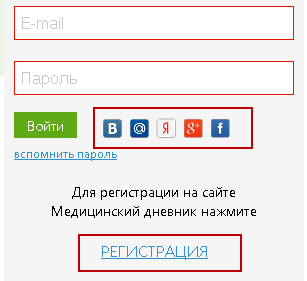 E-mail
Пароль
Войти
В @ Я g+ f
вспомнить пароль
Для регистрации на сайте
Медицинский дневник нажмите
РЕГИСТРАЦИЯ